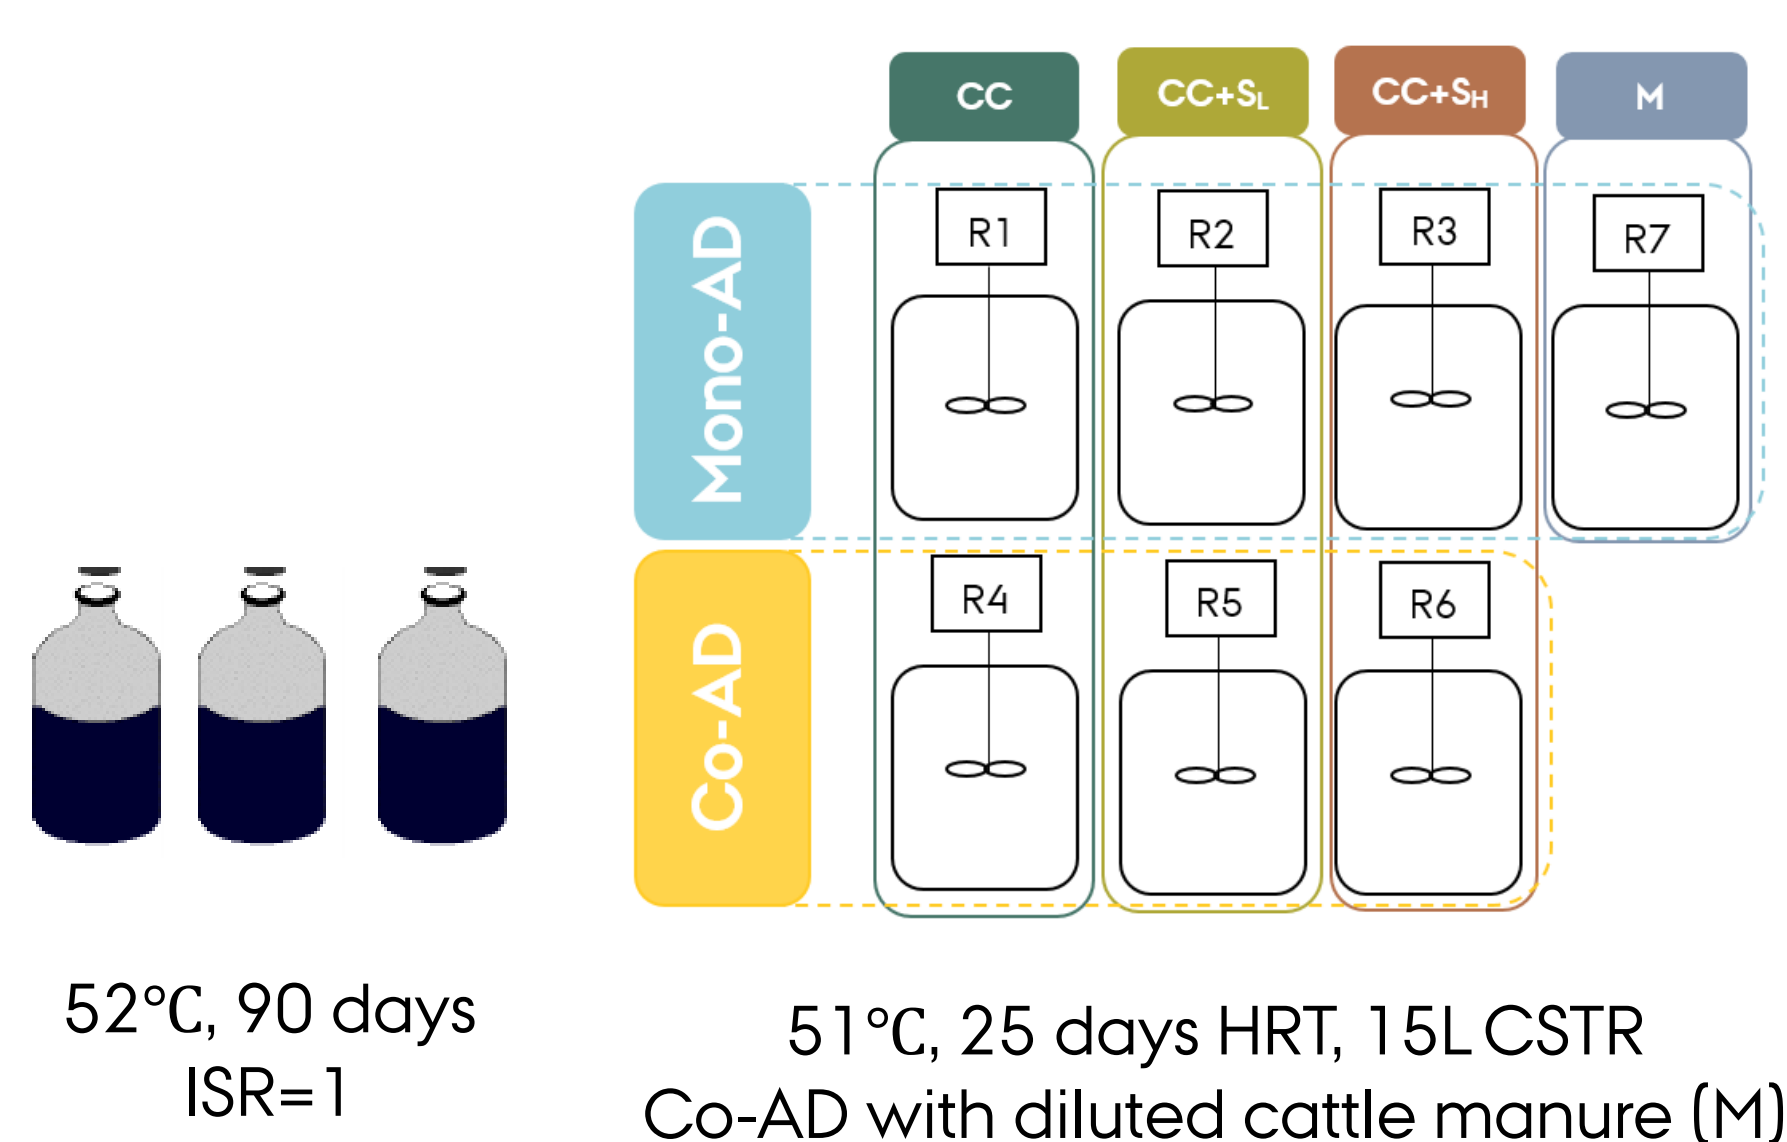 CC
CC+SL
CC+SH
M
Mono-AD
R1
R2
R3
R7
Co-AD
R4
R5
R6
52°C, 90 days
ISR=1
51°C, 25 days HRT, 15L CSTR
Co-AD with diluted cattle manure (M)